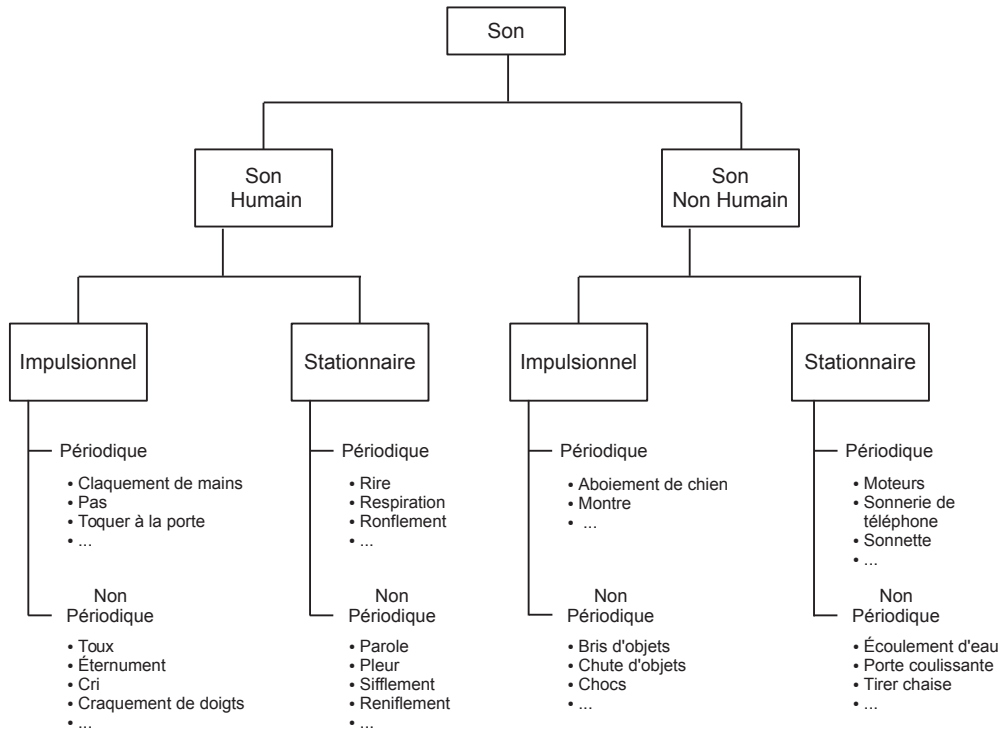 Son
Son
Humain
Son
Non Humain
Impulsionnel
Stationnaire
Impulsionnel
Stationnaire
Périodique
• Claquement de mains
• Pas
• Toquer à la porte
• ...
Non
Périodique
• Toux
• Éternument
• Cri
• Craquement de doigts
• ...
Périodique
• Rire
• Respiration
• Ronflement
• ...
Non
Périodique
• Parole
• Pleur
• Sifflement
• Reniflement
• ...
Périodique
• Aboiement de chien
• Montre
• ...
Non
Périodique
• Bris d'objets
• Chute d'objets
• Chocs
• ...
Périodique
• Moteurs
• Sonnerie de
téléphone
• Sonnette
• ...
Non
Périodique
• Écoulement d'eau
• Porte coulissante
• Tirer chaise
• ...